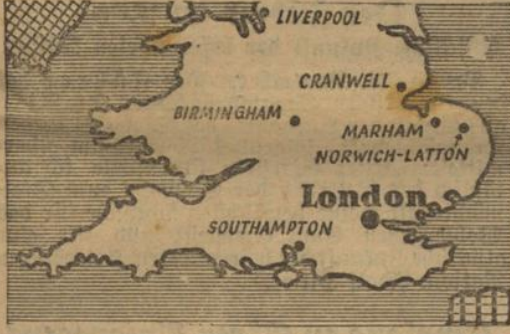 LIVERPOOL
CRANWELL
BIRMINGHAM
MARHAM
NORWICH-LATTON
London
SOUTHAMPTON